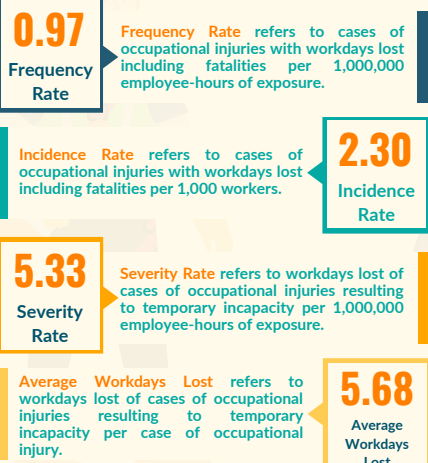 0.97
Frequency
Rate
Frequency Rate refers to cases of
occupational injuries with workdays lost
including fatalities per 1,000,000
employee-hours of exposure.
Incidence Rate refers to cases of
occupational injuries with workdays lost
including fatalities per 1,000 workers.
2.30
Incidence
Rate
5.33
Severity
Rate
Severity Rate refers to workdays lost of
cases of occupational injuries resulting
to temporary incapacity per 1,000,000
employee-hours of exposure.
Average Workdays Lost refers to
workdays lost of cases of occupational
injuries resulting to temporary
incapacity per case of occupational
injury.
5.68
Average
Workdays
Lost